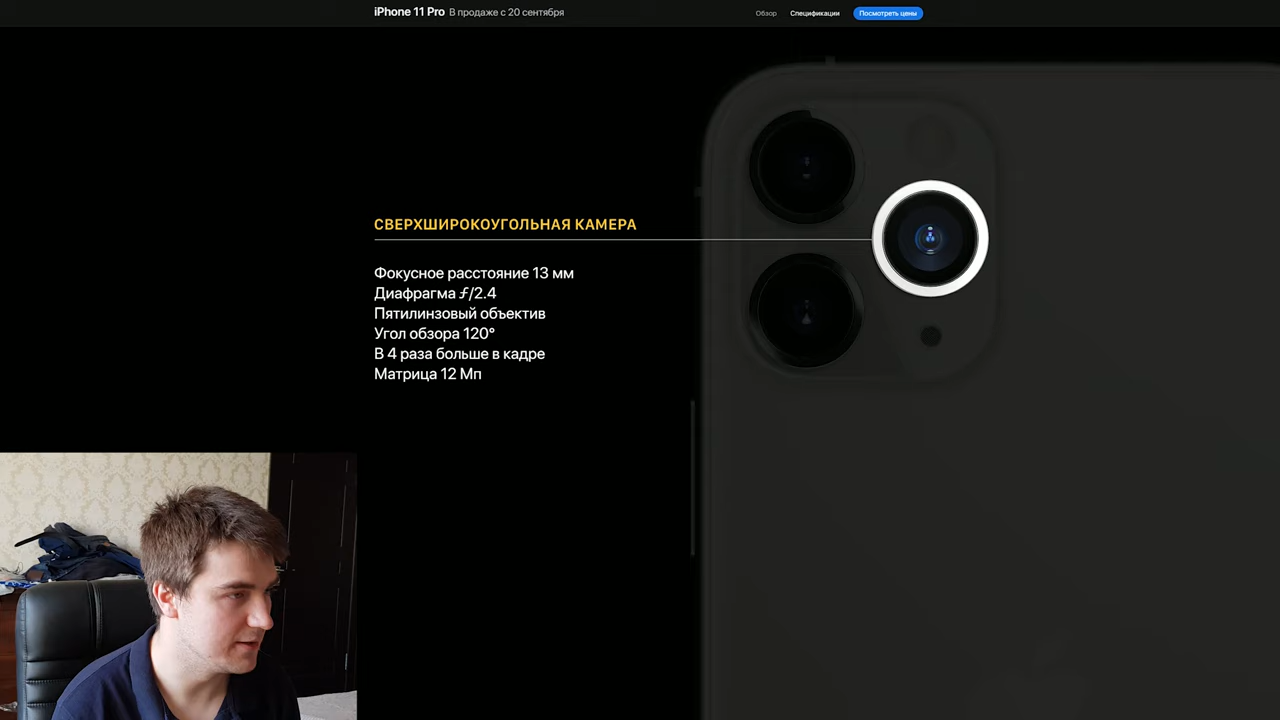 iPhone 11 Pro В продаже с 20 сентября
Обзор Спецификации Посмотреть цены
СВЕРХШИРОКОУГОЛЬНАЯ КАМЕРА
Фокусное расстояние 13 мм
Диафрагма ƒ/2.4
Пятилинзовый объектив
Угол обзора 120°
В 4 раза больше в кадре
Матрица 12 Мп